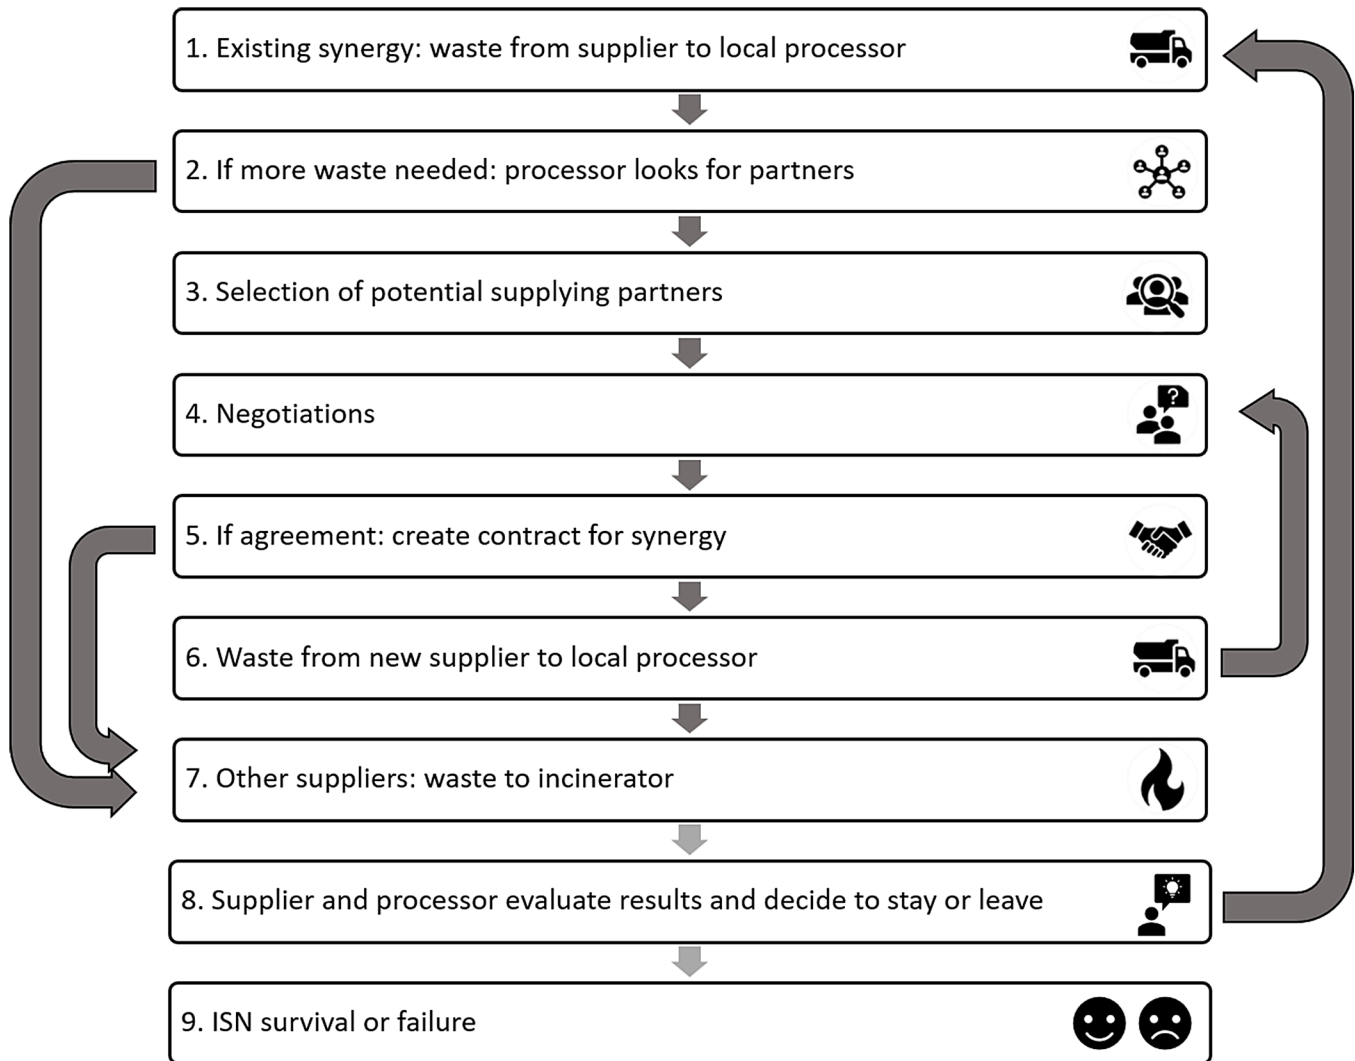 1. Existing synergy: waste from supplier to local processor
2. If more waste needed: processor looks for partners
3. Selection of potential supplying partners
4. Negotiations
?
5. If agreement: create contract for synergy
6. Waste from new supplier to local processor
7. Other suppliers: waste to incinerator
8. Supplier and processor evaluate results and decide to stay or leave
9. ISN survival or failure